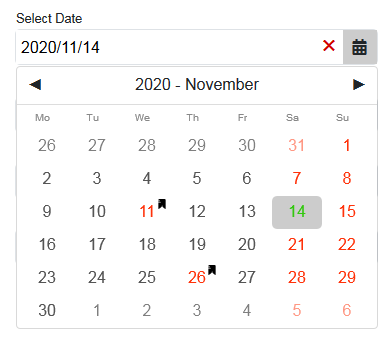 Select Date
2020/11/14
2020 - November
Mo Tu We Th Fr Sa Su
26 27 28 29 30 31 1
2 3 4 5 6 7 8
9 10 11 12 13 14 15
16 17 18 19 20 21 22
23 24 25 26 27 28 29
30 1 2 3 4 5 6